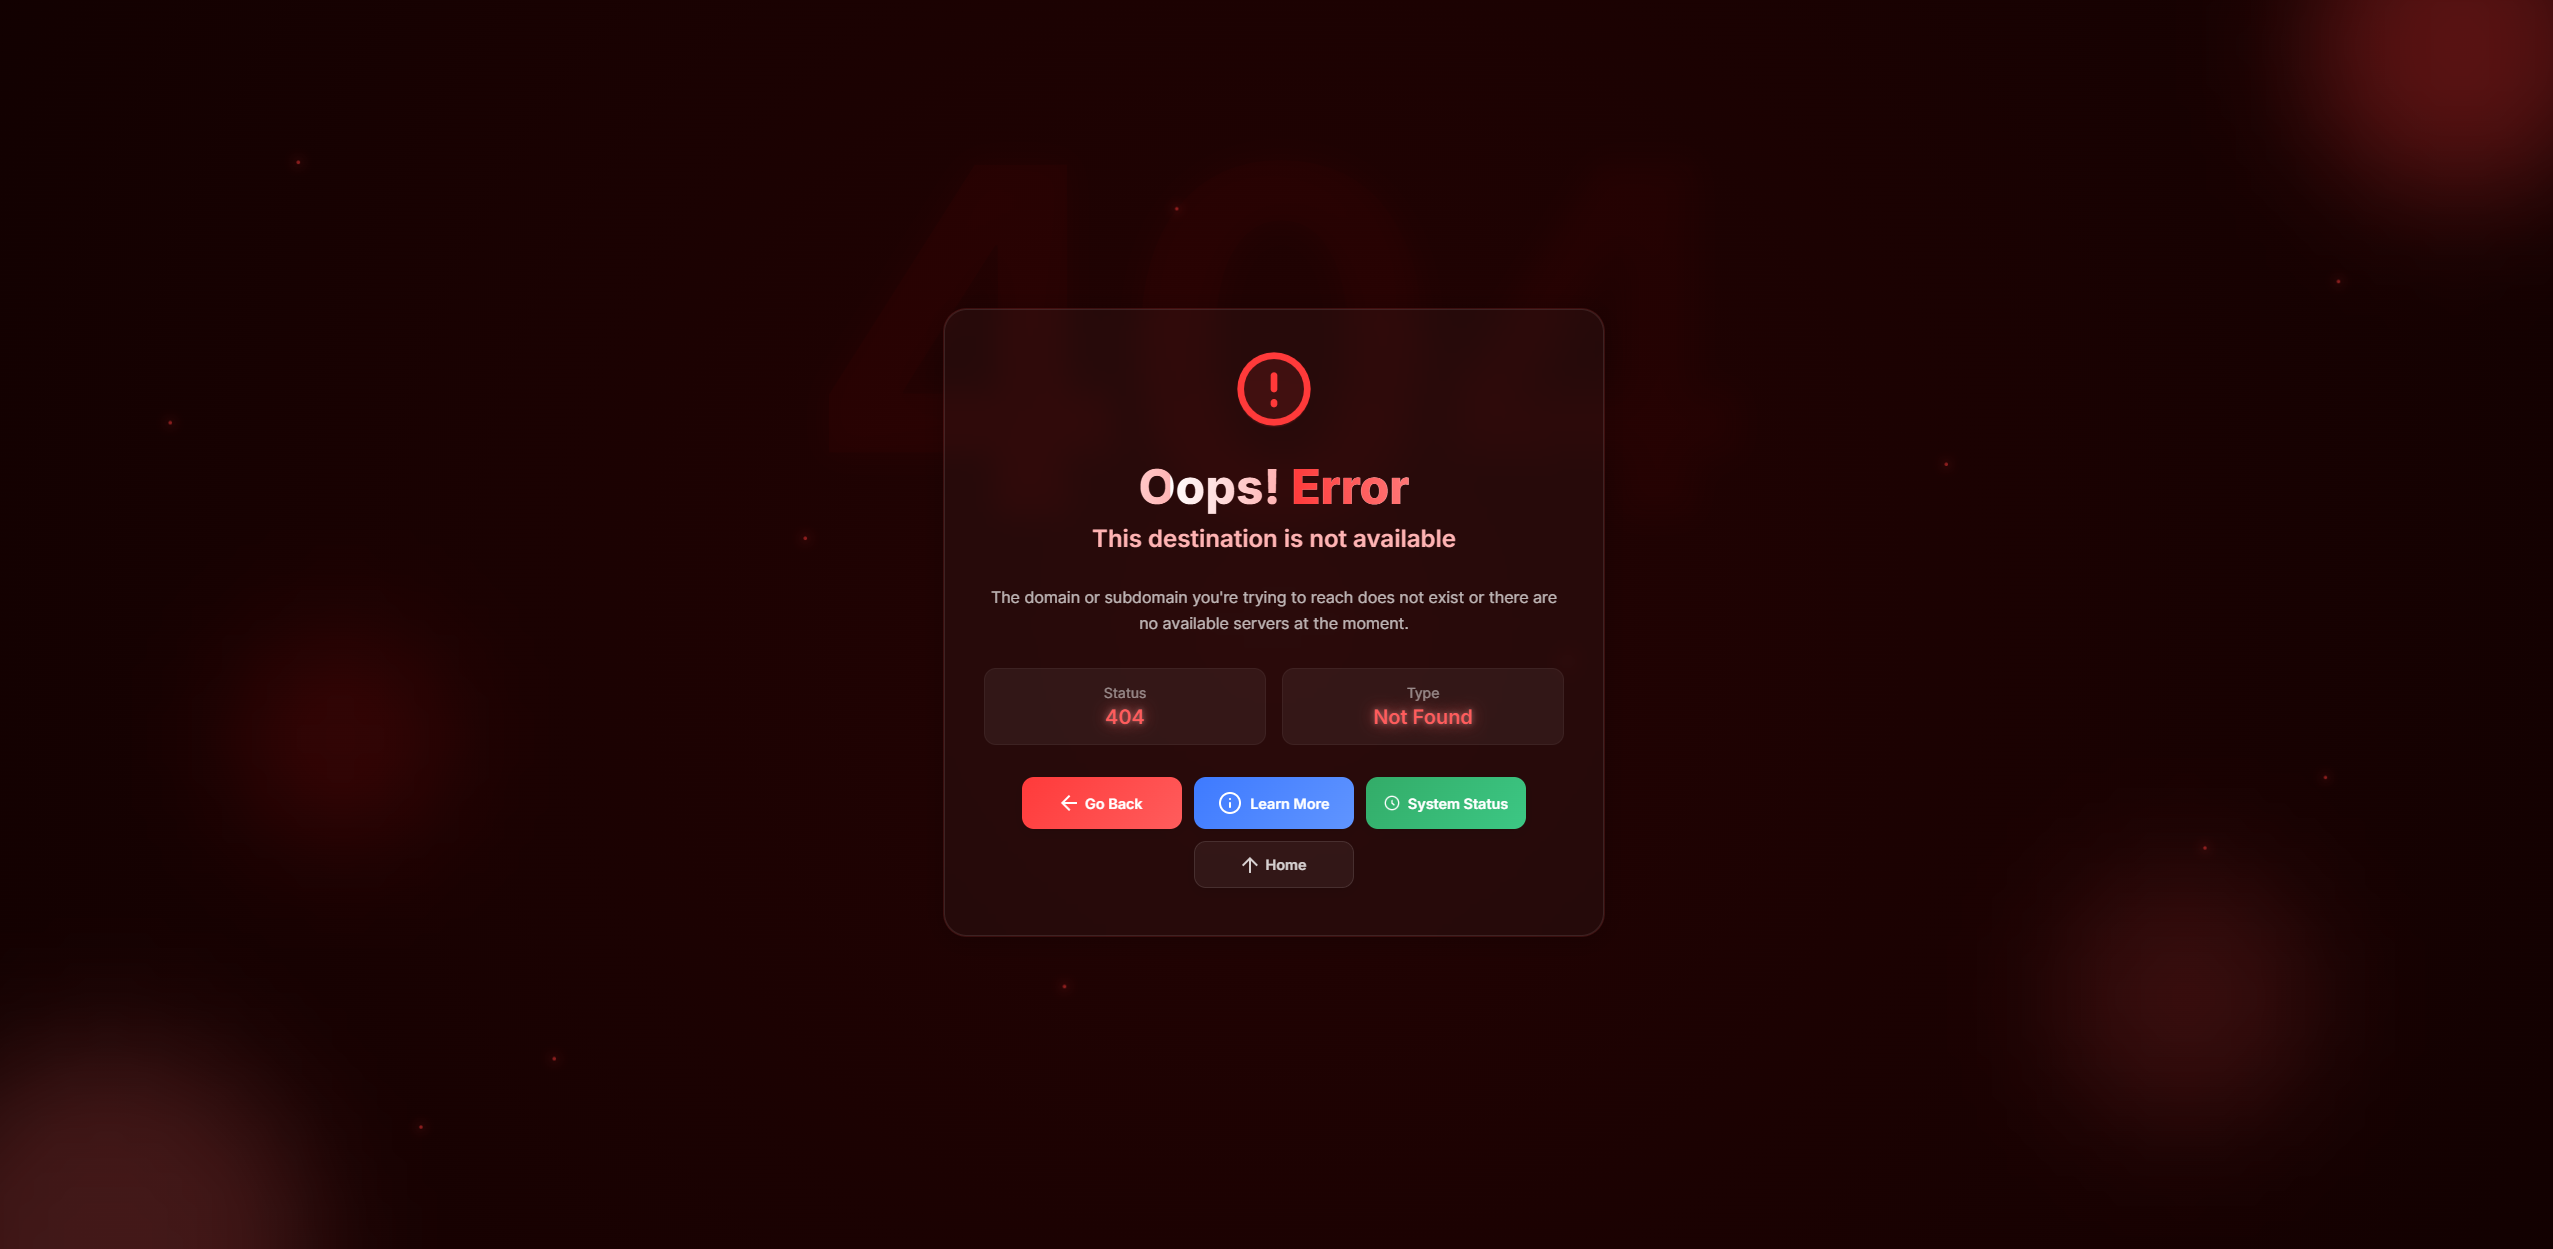 404
Oops! Error
This destination is not available
The domain or subdomain you're trying to reach does not exist or there are
no available servers at the moment.
Status
404
Type
Not Found
Go Back
Learn More
System Status
Home